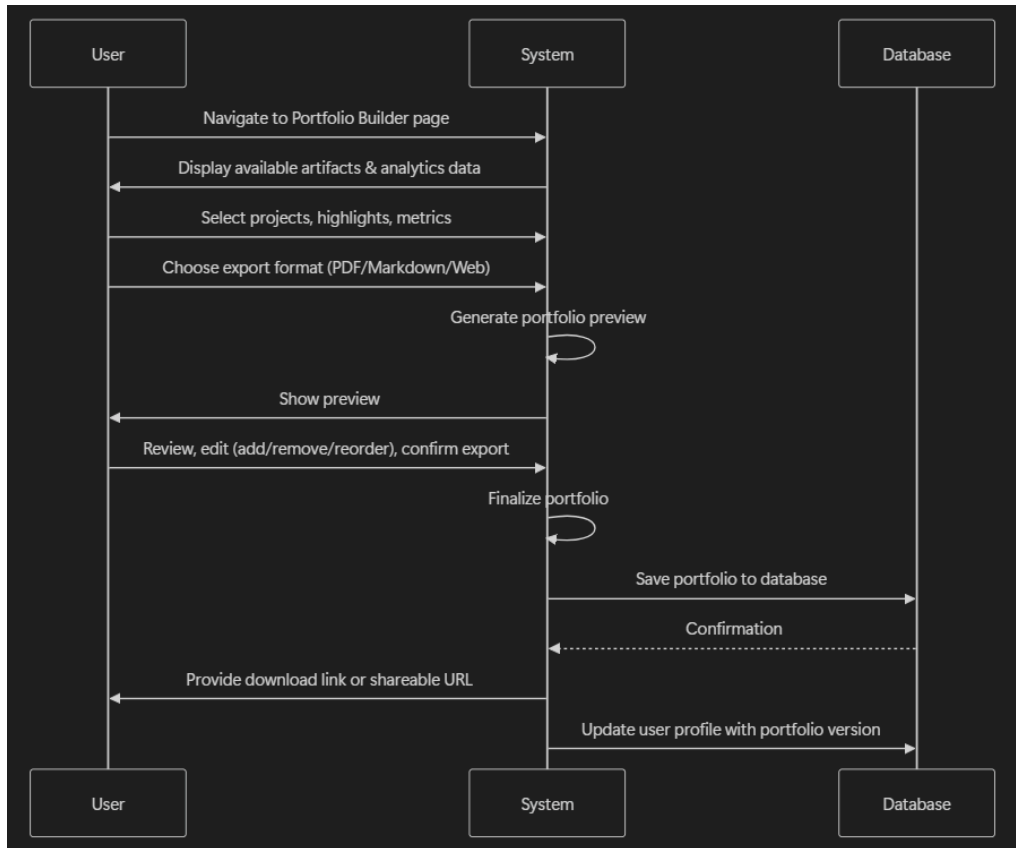 User
System
Database
Navigate to Portfolio Builder page
Display available artifacts & analytics data
Select projects, highlights, metrics
Choose export format (PDF/Markdown/Web)
Generate portfolio preview
Show preview
Review, edit (add/remove/reorder), confirm export
Finalize portfolio
Save portfolio to database
Confirmation
Provide download link or shareable URL
Update user profile with portfolio version
User
System
Database